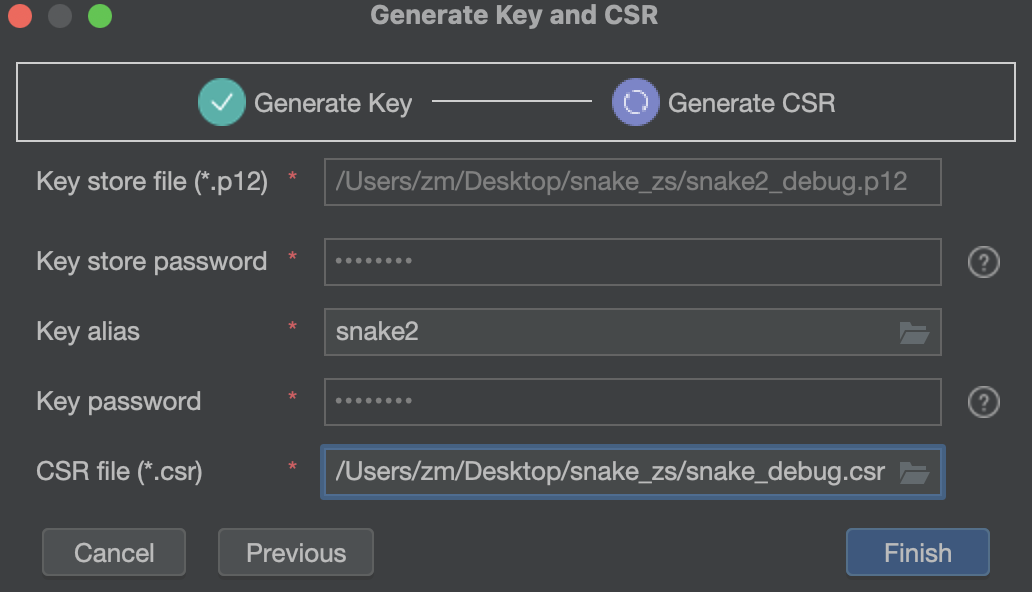 Generate Key and CSR
Generate Key Generate CSR
Key store file (*.p12) * /Users/zm/Desktop/snake_zs/snake2_debug.p12
Key store password * •••••••• ?
Key alias * snake2
Key password * •••••••• ?
CSR file (*.csr) * /Users/zm/Desktop/snake_zs/snake_debug.csr
Cancel Previous Finish